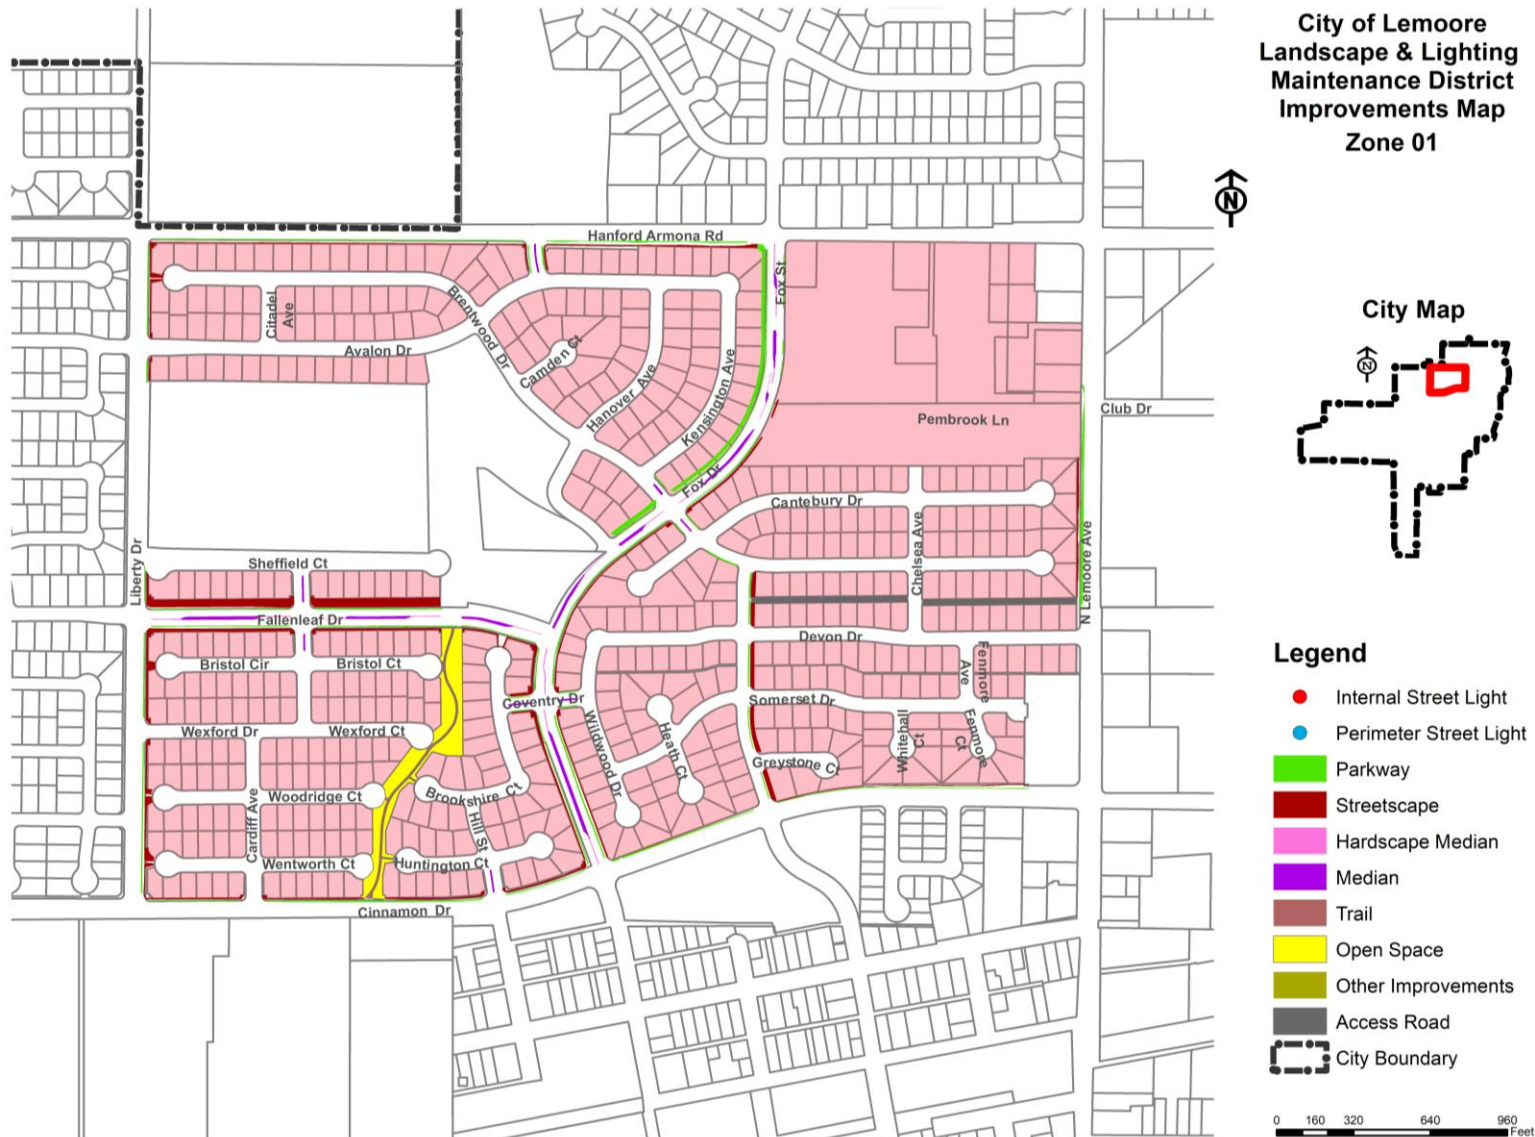 City of Lemoore
Landscape & Lighting
Maintenance District
Improvements Map
Zone 01
N
City Map
N
Hanford Armona Rd
Fox St
Citadel
Ave
Brentwood Dr
Avalon Dr
Camden Ct
Hanover Ave
Kensington Ave
Pembrook Ln
Club Dr
Fox Dr
Cantebury Dr
Chelsea Ave
N Lemoore Ave
Liberty Dr
Sheffield Ct
Fallenleaf Dr
Devon Dr
Bristol Cir
Bristol Ct
Fenmore
Ave
Coventry Dr
Somerset Dr
Wexford Dr
Wexford Ct
Wildwood Dr
Heath Ct
Whitehall
Ct
Fenmore
Ct
Greystone Ct
Woodridge Ct
Brookshire Ct
Cardiff Ave
Hill St
Wentworth Ct
Huntington Ct
Cinnamon Dr
Legend
Internal Street Light
Perimeter Street Light
Parkway
Streetscape
Hardscape Median
Median
Trail
Open Space
Other Improvements
Access Road
City Boundary
0 160 320 640 960
Feet